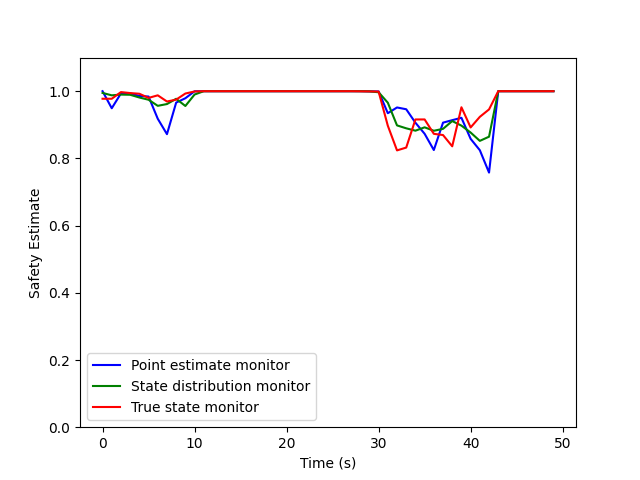 1.0
0.8
0.6
0.4
0.2
0.0
Safety Estimate
Point estimate monitor
State distribution monitor
True state monitor
0 10 20 30 40 50
Time (s)